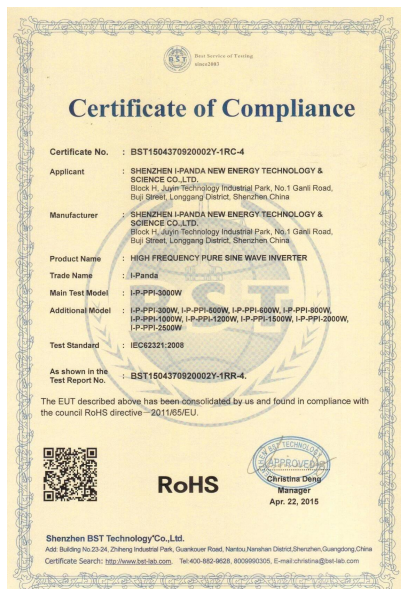 BST
Best Service of Testing
since2003
Certificate of Compliance
Certificate No. : BST1504370920002Y-1RC-4
Applicant : SHENZHEN I-PANDA NEW ENERGY TECHNOLOGY &
SCIENCE CO.,LTD.
Block H, Juyin Technology Industrial Park, No.1 Ganli Road,
Buji Street, Longgang District, Shenzhen.China
Manufacturer : SHENZHEN I-PANDA NEW ENERGY TECHNOLOGY &
SCIENCE CO.,LTD.
Block H, Juyin Technology Industrial Park, No.1 Ganli Road,
Buji Street, Longgang District, Shenzhen.China
Product Name : HIGH FREQUENCY PURE SINE WAVE INVERTER
Trade Name : I-Panda
Main Test Model : I-P-PPI-3000W
Additional Model : I-P-PPI-300W, I-P-PPI-500W, I-P-PPI-600W, I-P-PPI-800W,
I-P-PPI-1000W, I-P-PPI-1200W, I-P-PPI-1500W, I-P-PPI-2000W,
I-P-PPI-2500W
Test Standard : IEC62321:2008
As shown in the
Test Report No. : BST1504370920002Y-1RR-4.
The EUT described above has been consolidated by us and found in compliance with
the council RoHS directive－2011/65/EU.
RoHS
APPROVED
Christina Deng
Manager
Apr. 22, 2015
Shenzhen BST Technology Co.,Ltd.
Add: Building No.23-24, Zhiheng Industrial Park, Guankouer Road, Nantou,Nanshan District,Shenzhen,Guangdong,China
Certificate Search: http://www.bst-lab.com, Tel:400-882-9628, 8009990305, E-mail:christina@bst-lab.com